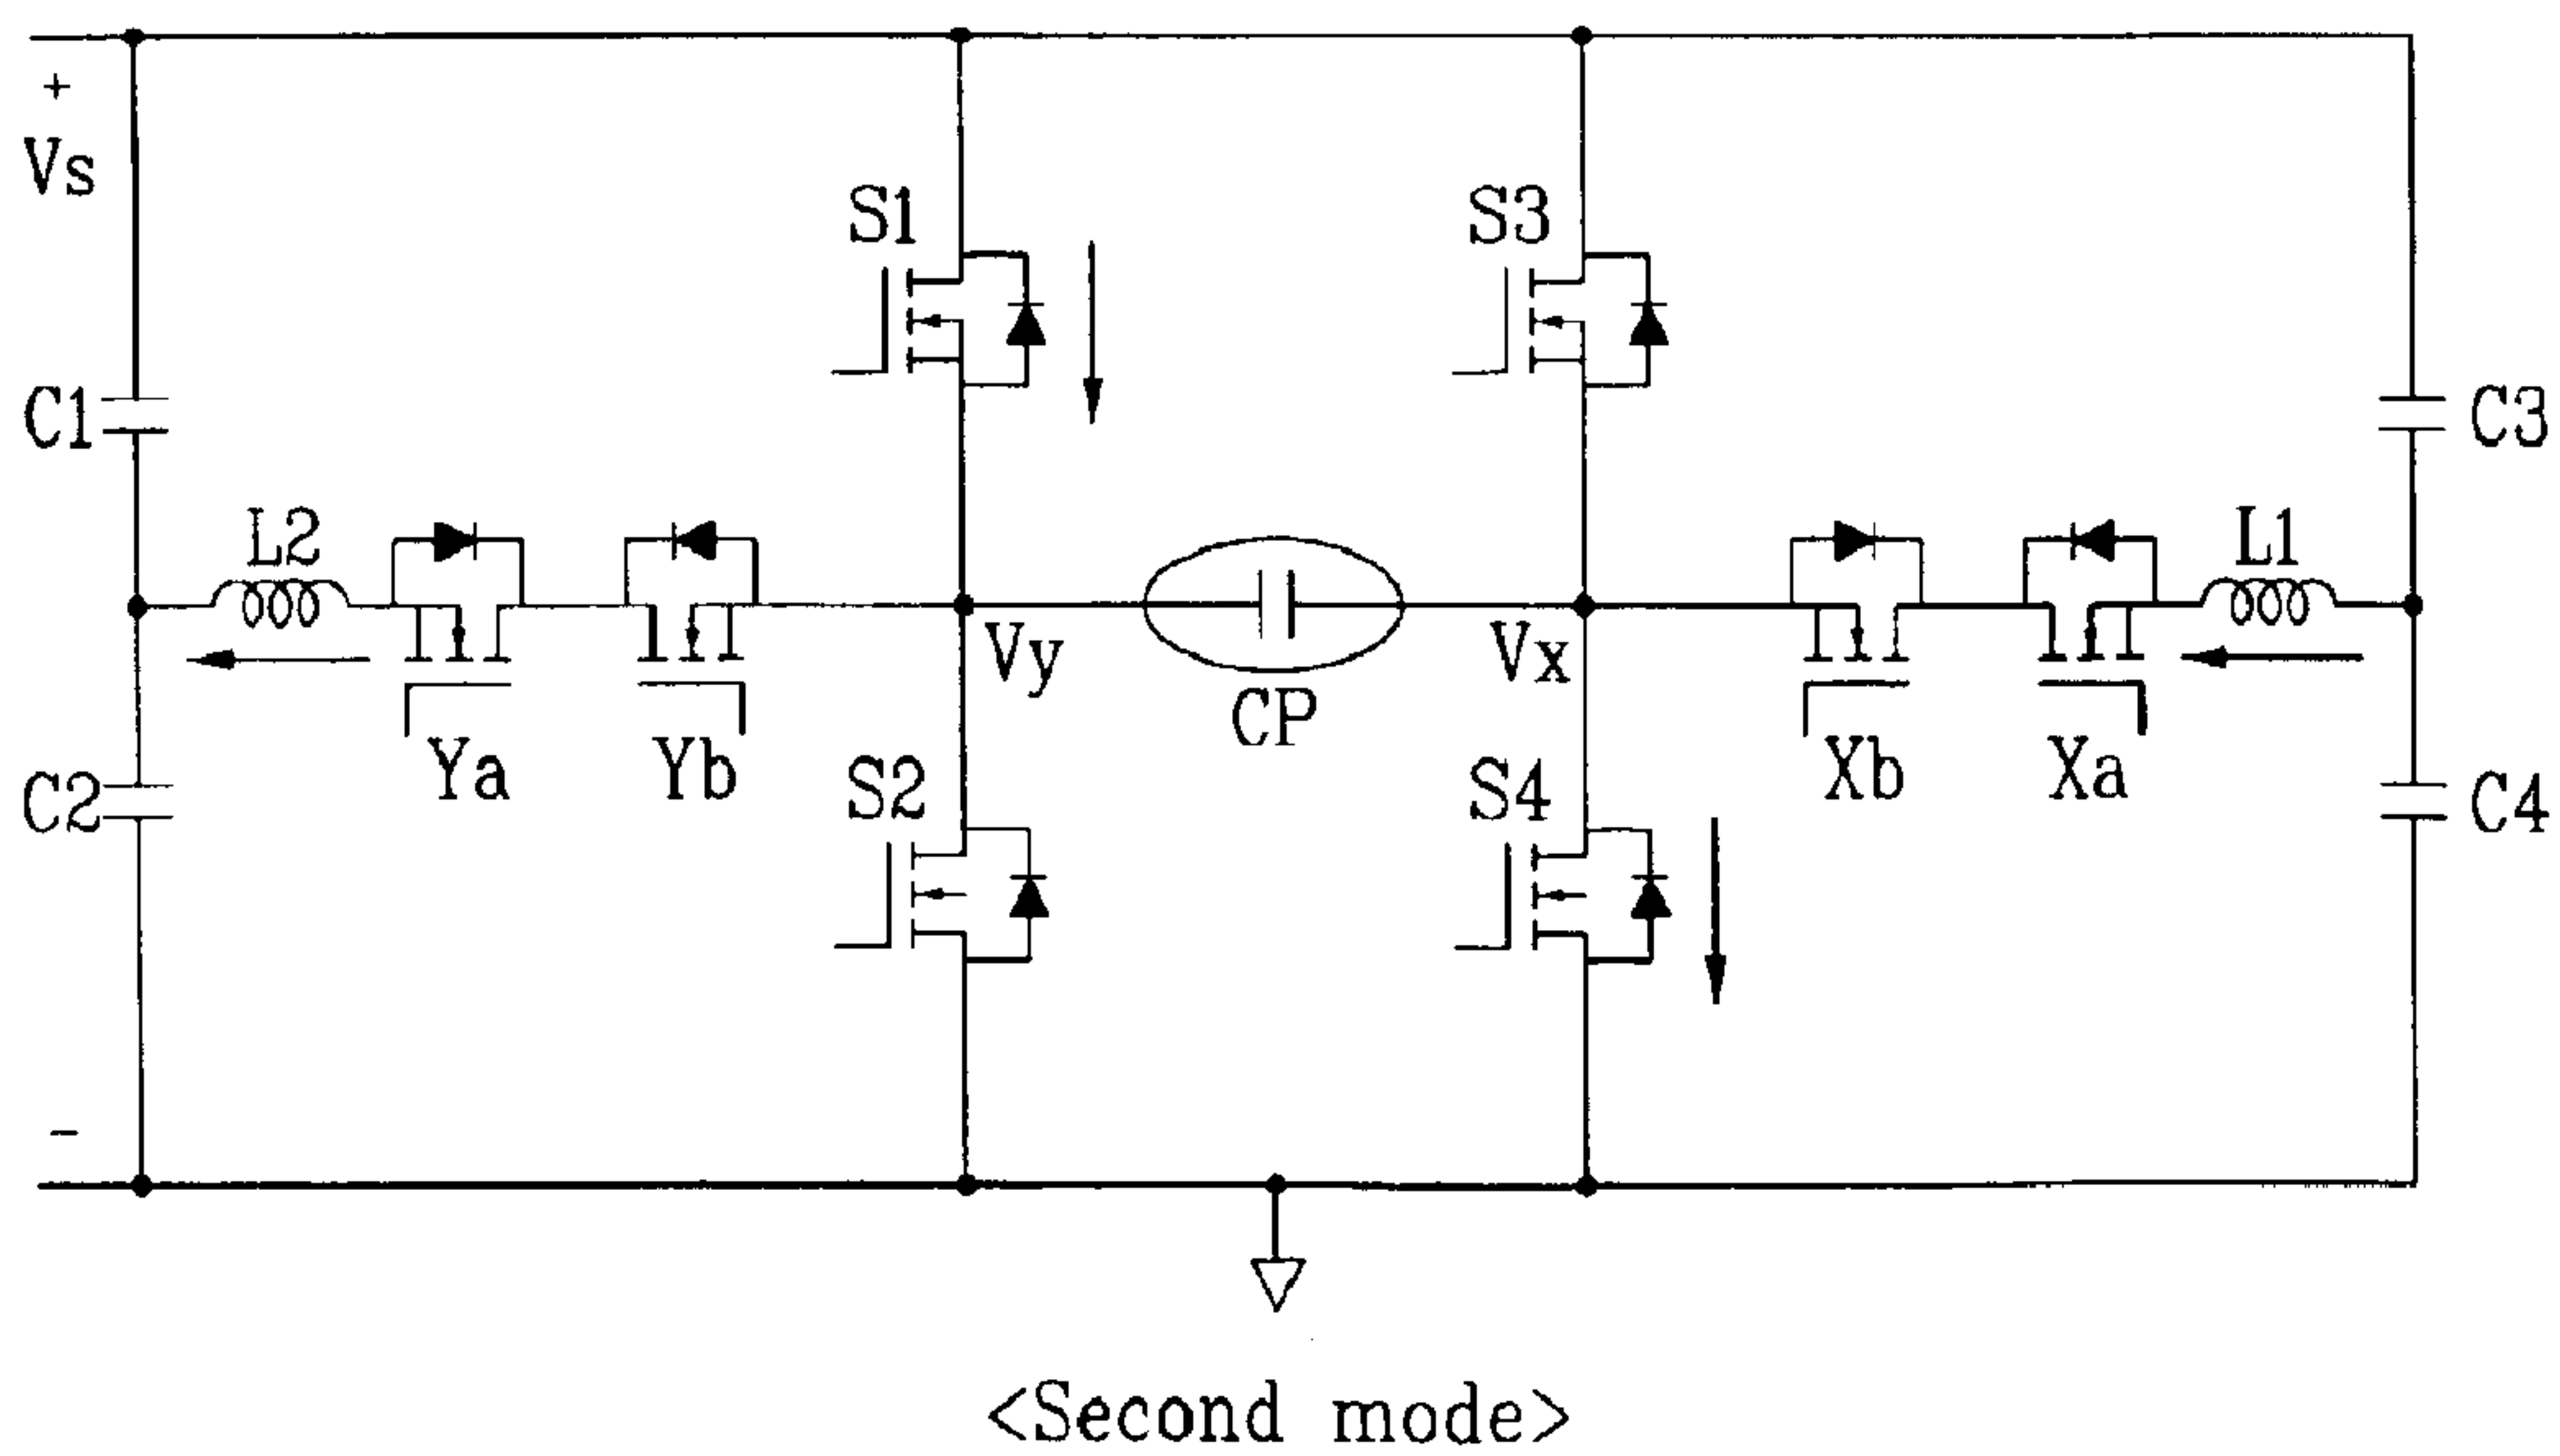 +
Vs
S1
S3
C1
C3
L2
L1
Vy
Vx
CP
Ya
Yb
Xb
Xa
S2
S4
C2
C4
-
<Second mode>